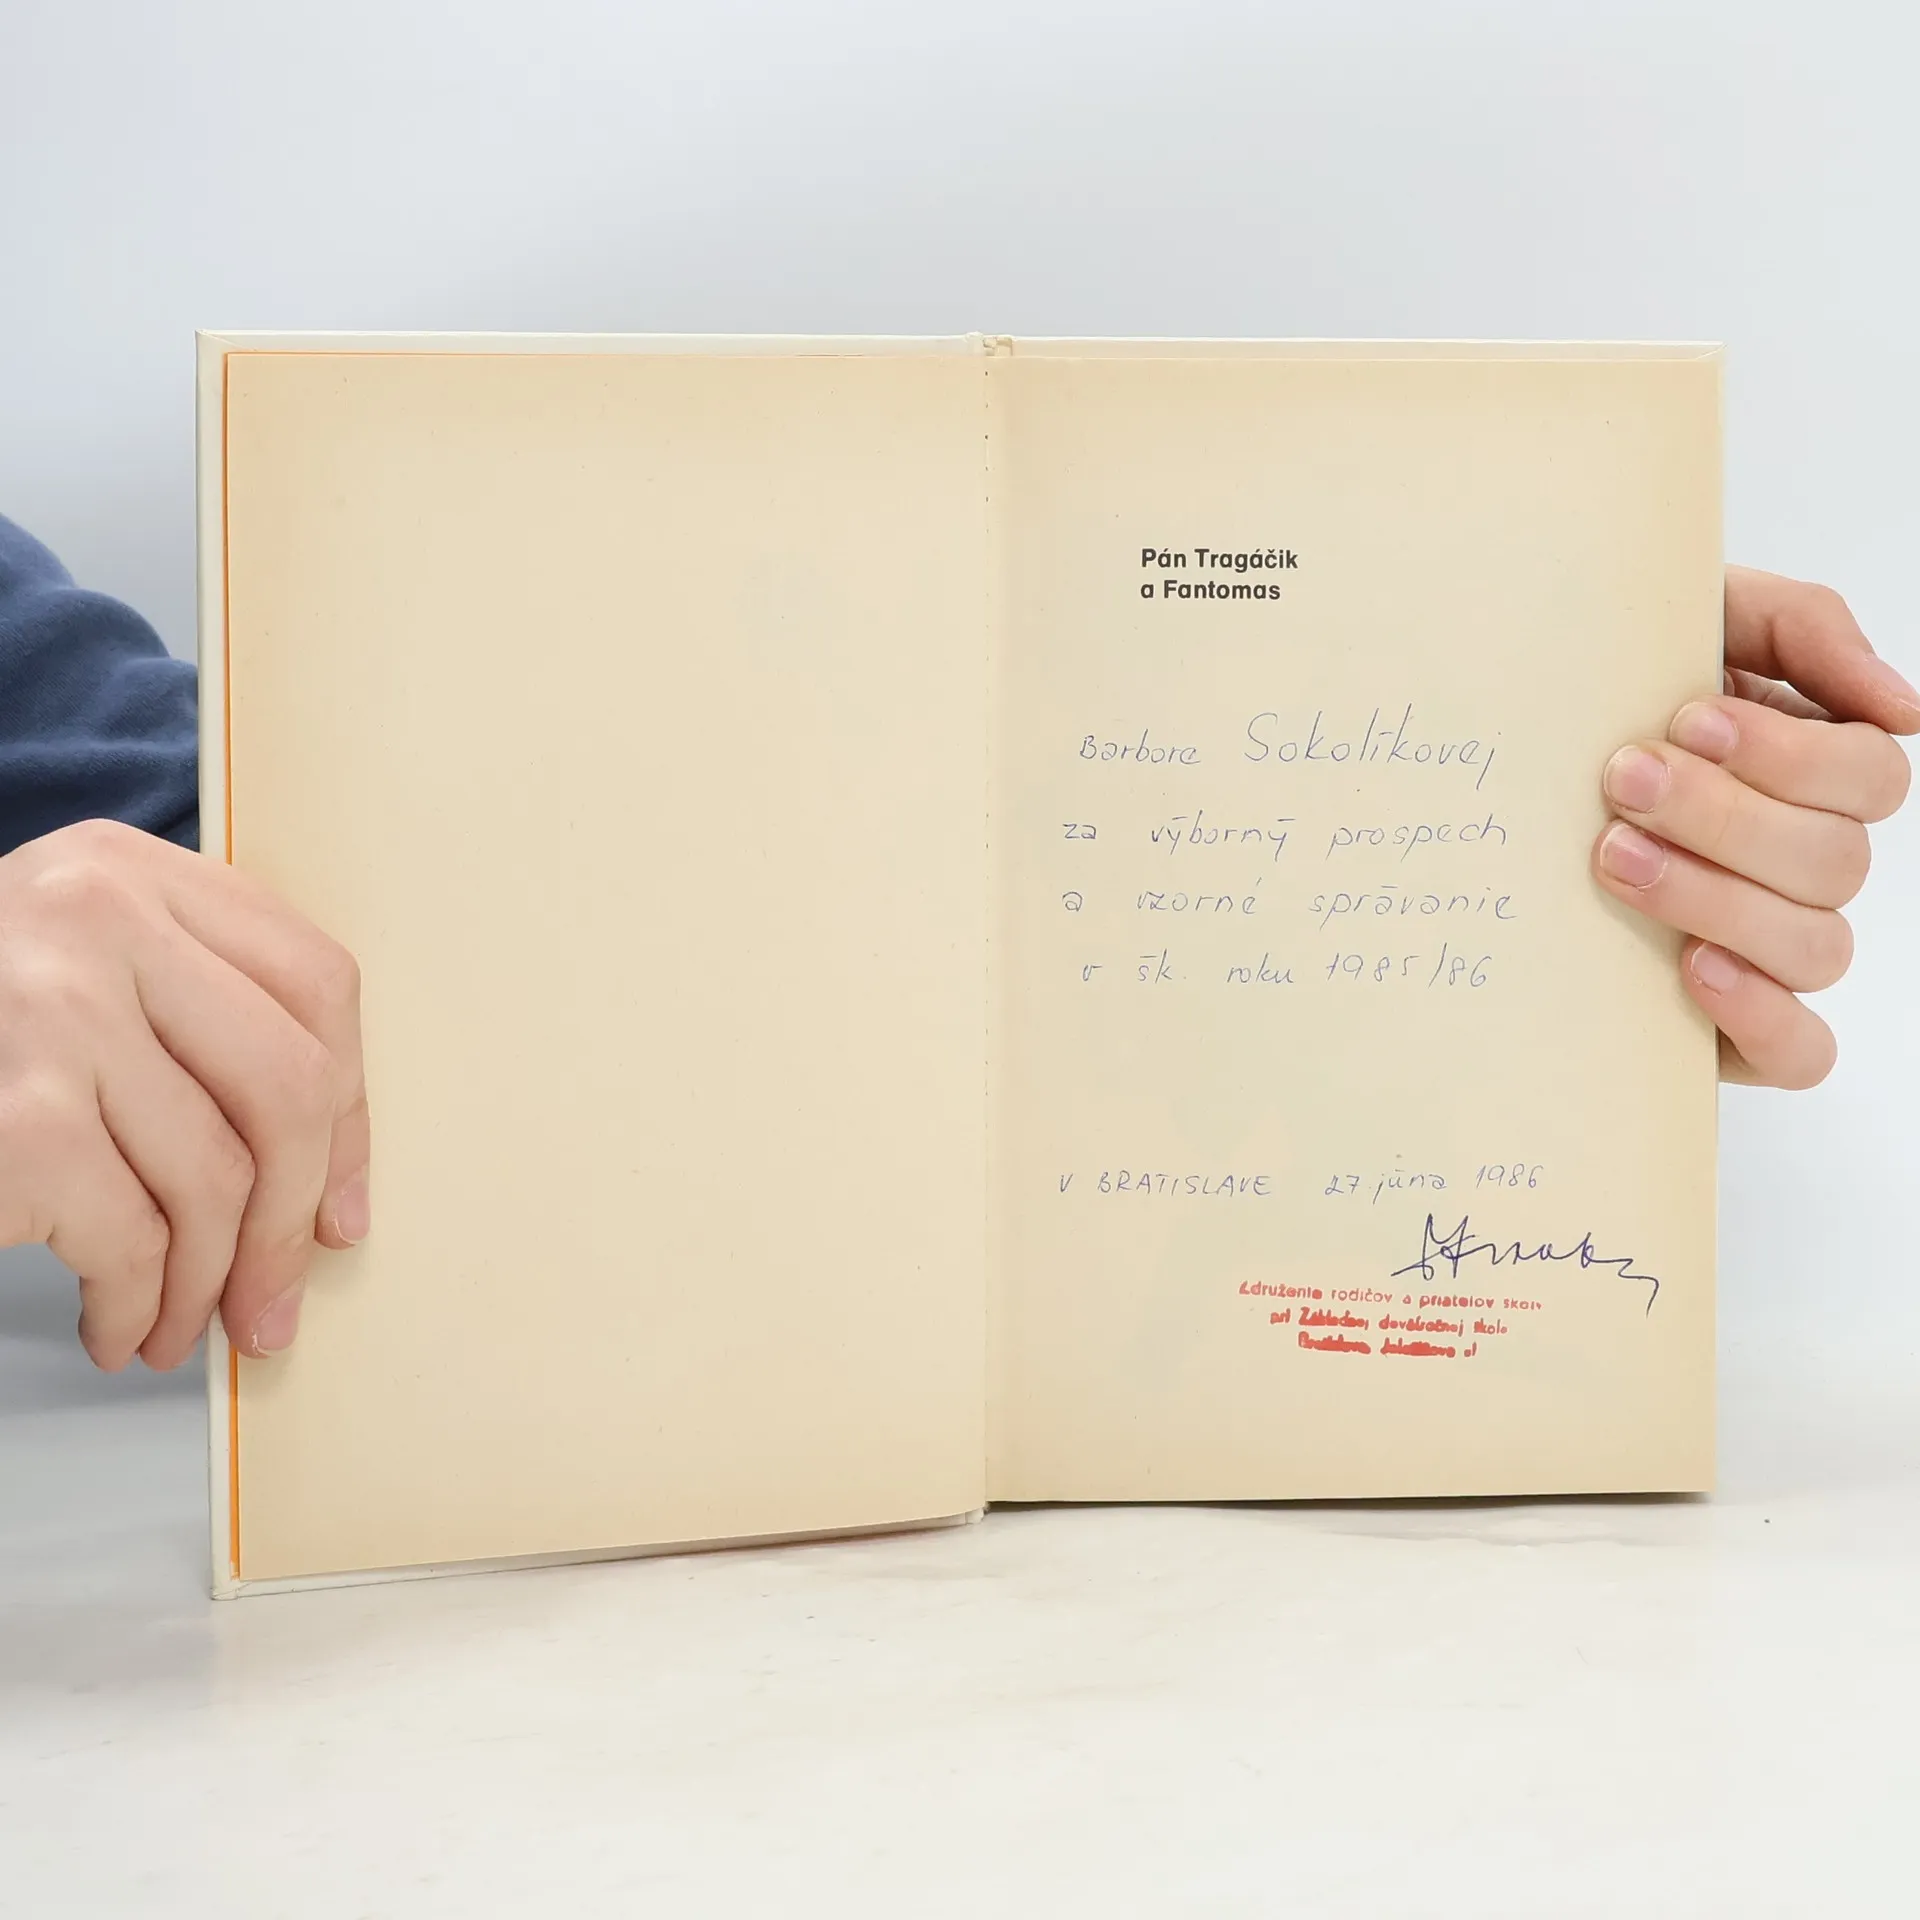 Pán Tragáčik
a Fantomas
Barbore Sokolíkovej
za výborný prospech
a vzorné správanie
v šk. roku 1985/86
V BRATISLAVE 27. júna 1986
Združenie rodičov a priateľov školy
pri Základnej deväťročnej škole
Bratislava